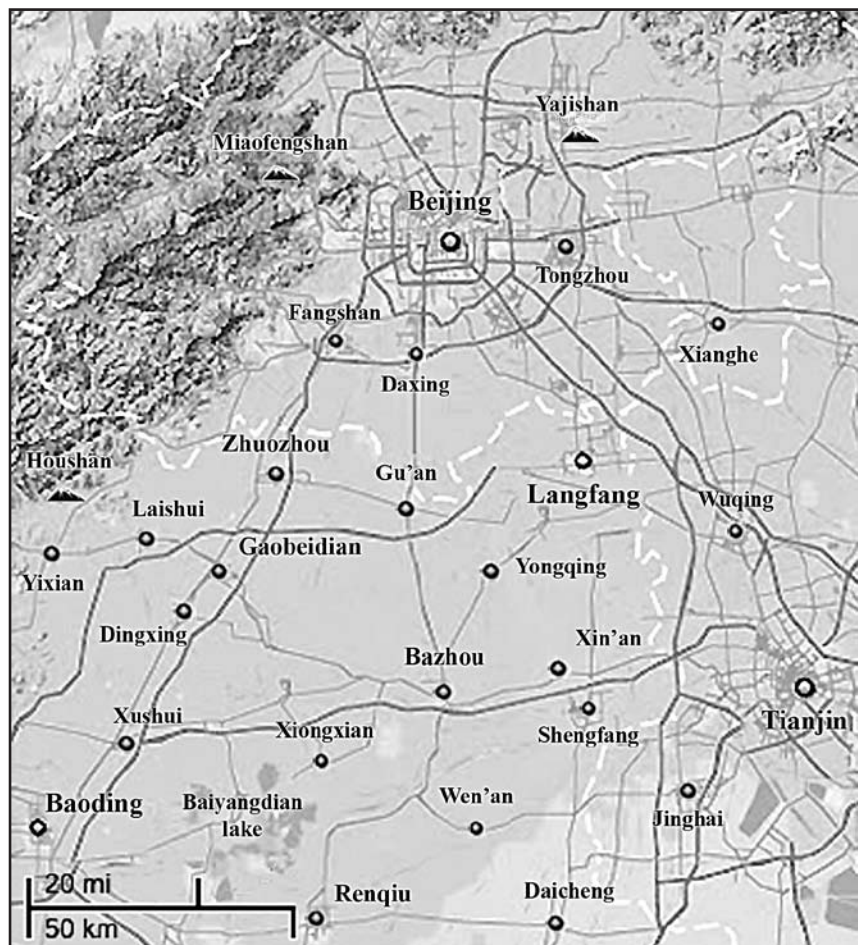 Yajishan
Miaofengshan
Beijing
Tongzhou
Fangshan
Xianghe
Daxing
Zhuozhou
Houshan
Gu’an
Langfang
Laishui
Wuqing
Gaobeidian
Yixian
Yongqing
Dingxing
Xin’an
Bazhou
Tianjin
Xushui
Xiongxian
Shengfang
Baoding
Baiyangdian
lake
Wen’an
Jinghai
20 mi
Renqiu
Daicheng
50 km